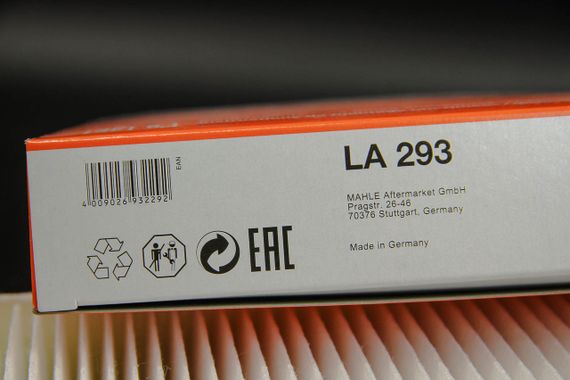 LA 293
EAN
4 009026 932292
MAHLE Aftermarket GmbH
Pragstr. 26-46
70376 Stuttgart, Germany
Made in Germany
EAC